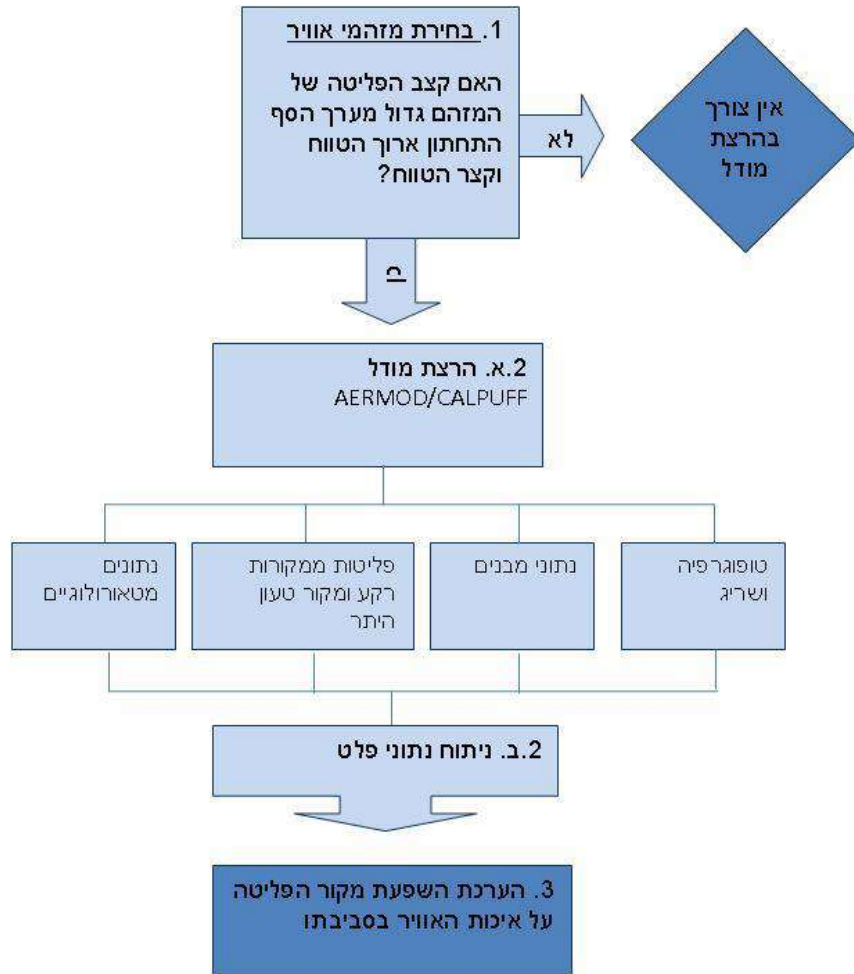 1. בחירת מזהמי אוויר
האם קצב הפליטה של
המזהם גדול מערך הסף
התחתון ארוך הטווח
וקצר הטווח?
לא
אין צורך
בהרצת
מודל
כן
2.א. הרצת מודל
AERMOD/CALPUFF
טופוגרפיה
ושריג
נתוני מבנים
פליטות ממקורות
רקע ומקור טעון
היתר
נתונים
מטאורולוגיים
2.ב. ניתוח נתוני פלט
3. הערכת השפעת מקור הפליטה
על איכות האוויר בסביבתו